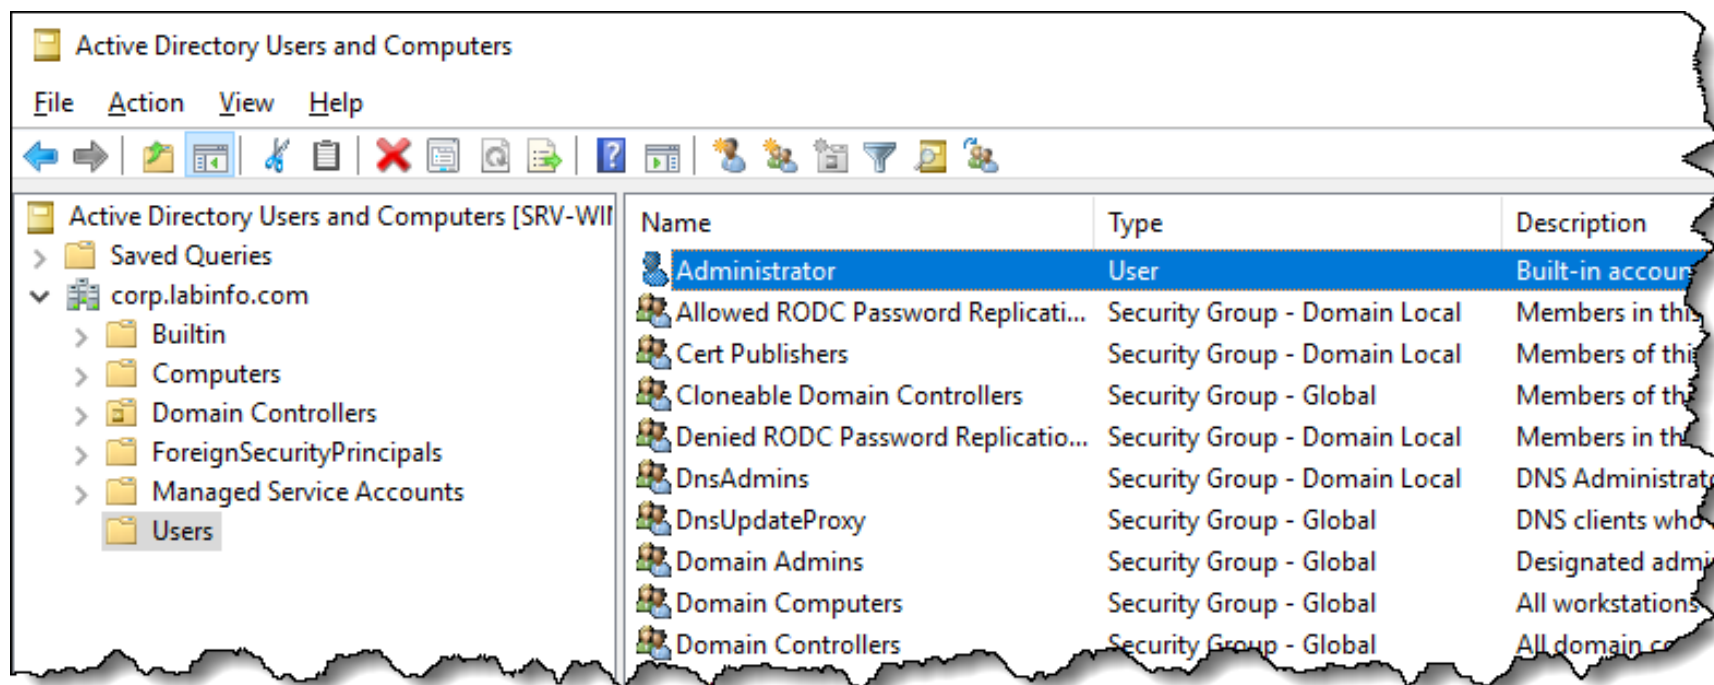 Active Directory Users and Computers
File Action View Help
Active Directory Users and Computers [SRV-WIN
Saved Queries
corp.labinfo.com
Builtin
Computers
Domain Controllers
ForeignSecurityPrincipals
Managed Service Accounts
Users
Name Type Description
Administrator User Built-in accoun
Allowed RODC Password Replicati... Security Group - Domain Local Members in this
Cert Publishers Security Group - Domain Local Members of thi
Cloneable Domain Controllers Security Group - Global Members of th
Denied RODC Password Replicatio... Security Group - Domain Local Members in th
DnsAdmins Security Group - Domain Local DNS Administrato
DnsUpdateProxy Security Group - Global DNS clients who
Domain Admins Security Group - Global Designated admi
Domain Computers Security Group - Global All workstations
Domain Controllers Security Group - Global All domain co